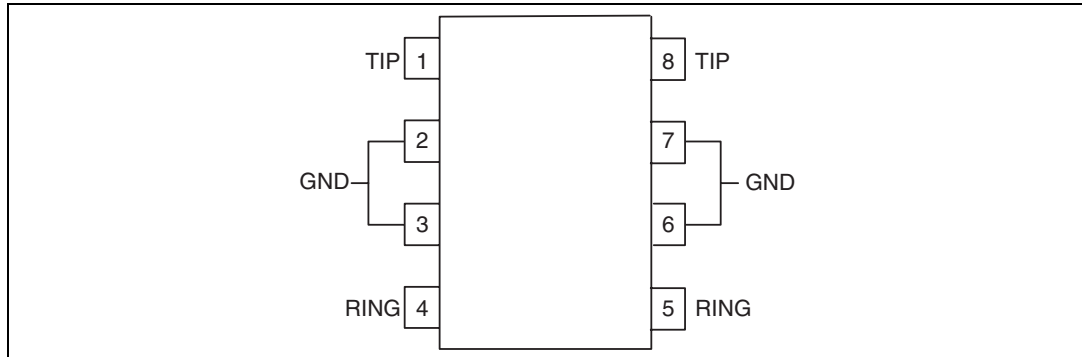 TIP 1 8 TIP
2 7
GND GND
3 6
RING 4 5 RING